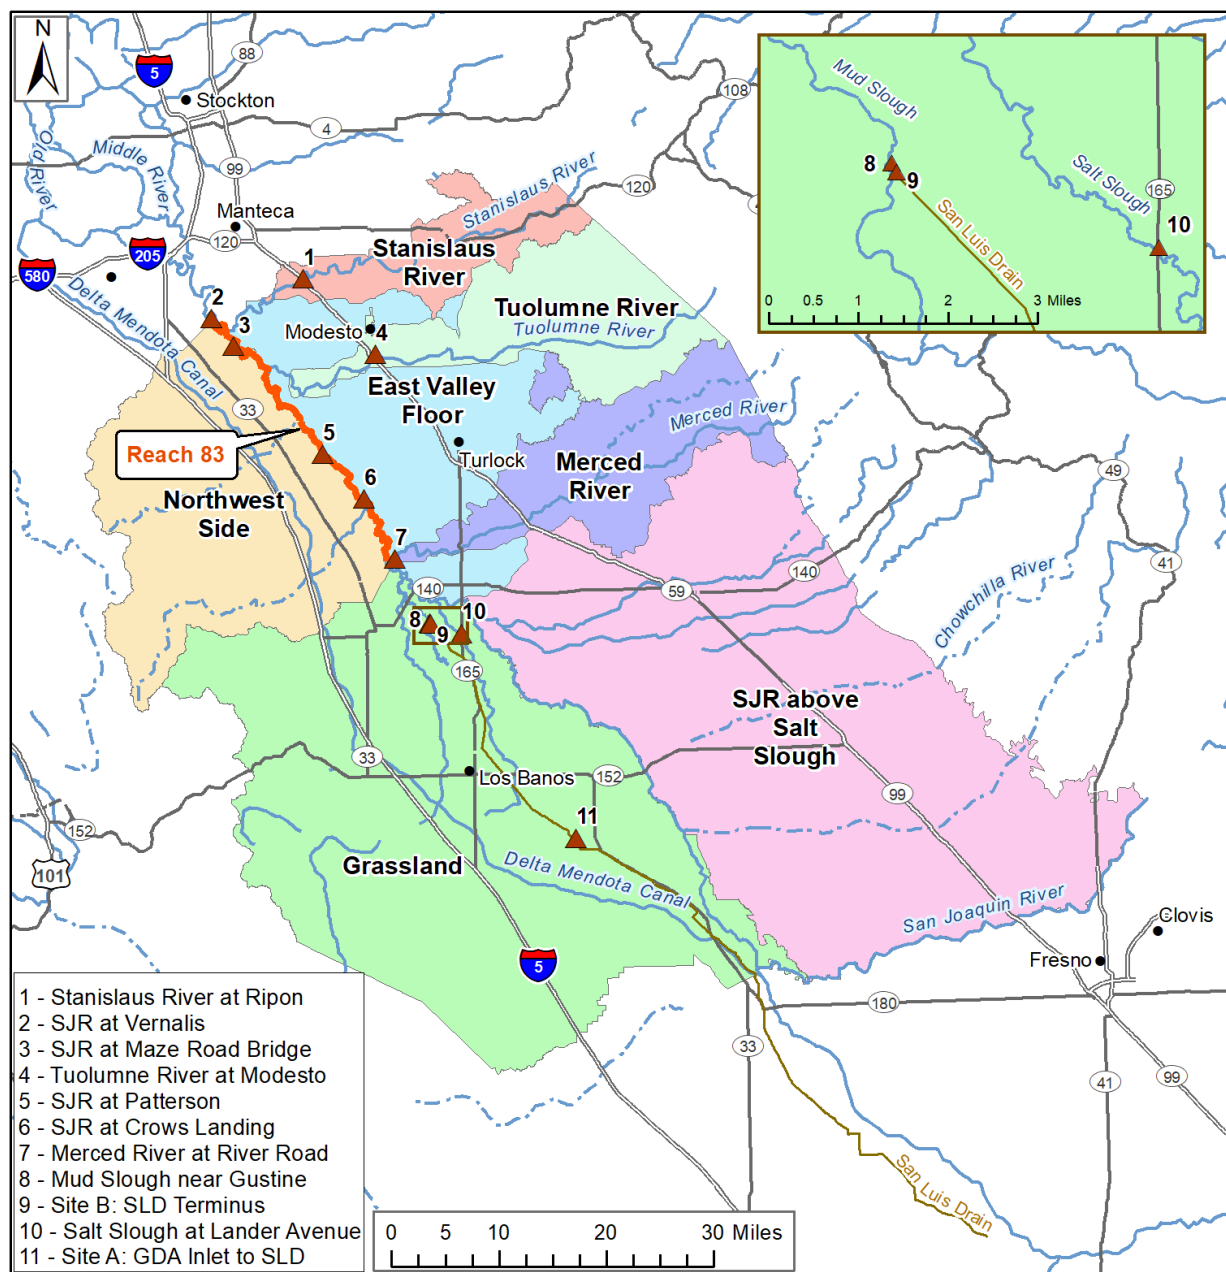 N
5
Stockton
88
108
4
Old River
Middle River
99
Manteca
120
205
580
120
Stanislaus River
Stanislaus
River
1
2
3
Delta Mendota Canal
Modesto
4
Tuolumne River
Tuolumne River
East Valley
Floor
33
Reach 83
5
6
7
Northwest
Side
Turlock
Merced River
Merced
River
Mud Slough
8
9
San Luis Drain
Salt Slough
165
10
0 0.5 1 2 3 Miles
49
41
Chowchilla River
140
59
140
8
9
10
165
SJR above
Salt
Slough
33
Los Banos
152
11
99
152
101
Grassland
Delta Mendota Canal
San Joaquin River
Clovis
Fresno
5
180
33
41
99
San Luis Drain
1 - Stanislaus River at Ripon
2 - SJR at Vernalis
3 - SJR at Maze Road Bridge
4 - Tuolumne River at Modesto
5 - SJR at Patterson
6 - SJR at Crows Landing
7 - Merced River at River Road
8 - Mud Slough near Gustine
9 - Site B: SLD Terminus
10 - Salt Slough at Lander Avenue
11 - Site A: GDA Inlet to SLD
0 10 20 30 Miles